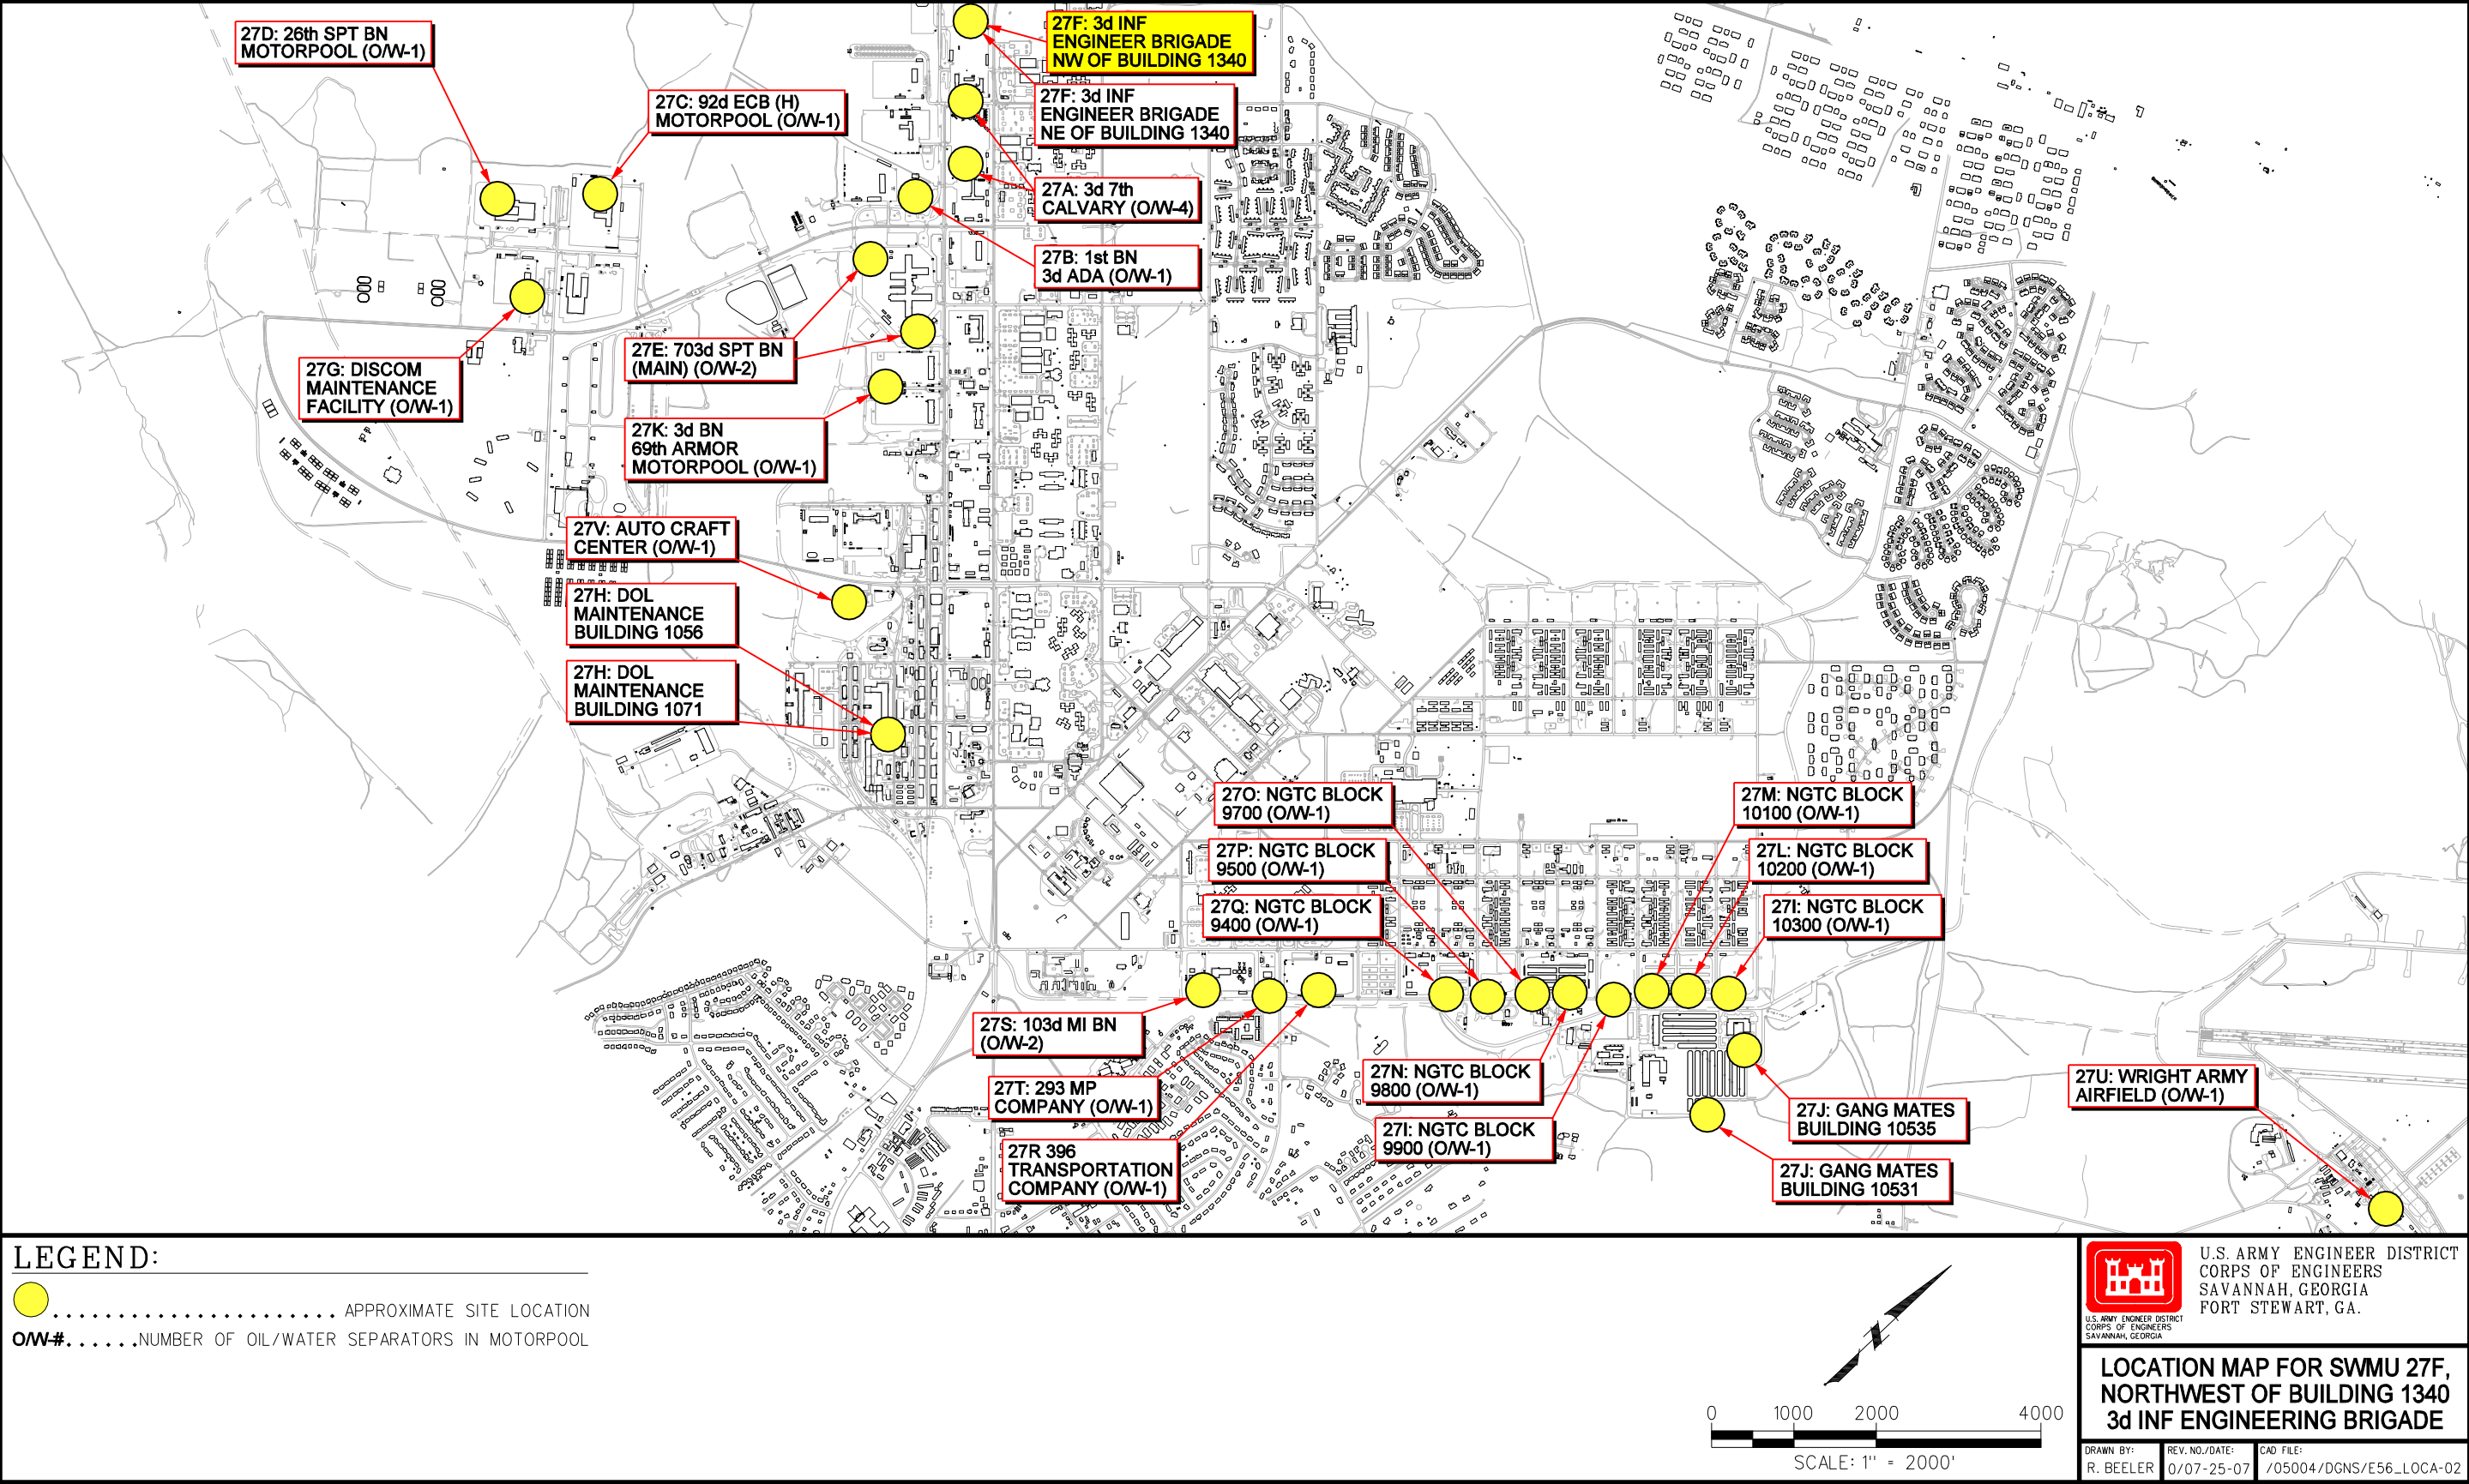 27D: 26th SPT BN
MOTORPOOL (O/W-1)
27C: 92d ECB (H)
MOTORPOOL (O/W-1)
27F: 3d INF
ENGINEER BRIGADE
NW OF BUILDING 1340
27F: 3d INF
ENGINEER BRIGADE
NE OF BUILDING 1340
27A: 3d 7th
CALVARY (O/W-4)
27B: 1st BN
3d ADA (O/W-1)
27G: DISCOM
MAINTENANCE
FACILITY (O/W-1)
27E: 703d SPT BN
(MAIN) (O/W-2)
27K: 3d BN
69th ARMOR
MOTORPOOL (O/W-1)
27V: AUTO CRAFT
CENTER (O/W-1)
27H: DOL
MAINTENANCE
BUILDING 1056
27H: DOL
MAINTENANCE
BUILDING 1071
27O: NGTC BLOCK
9700 (O/W-1)
27P: NGTC BLOCK
9500 (O/W-1)
27Q: NGTC BLOCK
9400 (O/W-1)
27M: NGTC BLOCK
10100 (O/W-1)
27L: NGTC BLOCK
10200 (O/W-1)
27I: NGTC BLOCK
10300 (O/W-1)
27S: 103d MI BN
(O/W-2)
27T: 293 MP
COMPANY (O/W-1)
27R 396
TRANSPORTATION
COMPANY (O/W-1)
27N: NGTC BLOCK
9800 (O/W-1)
27I: NGTC BLOCK
9900 (O/W-1)
27J: GANG MATES
BUILDING 10535
27J: GANG MATES
BUILDING 10531
27U: WRIGHT ARMY
AIRFIELD (O/W-1)
LEGEND:
. . . . . . . . . . . . . . . . . . . . . . APPROXIMATE SITE LOCATION
O/W-#. . . . . .NUMBER OF OIL/WATER SEPARATORS IN MOTORPOOL
0 1000 2000 4000
SCALE: 1'' = 2000'
U.S. ARMY ENGINEER DISTRICT
CORPS OF ENGINEERS
SAVANNAH, GEORGIA
U.S. ARMY ENGINEER DISTRICT
CORPS OF ENGINEERS
SAVANNAH, GEORGIA
FORT STEWART, GA.
LOCATION MAP FOR SWMU 27F,
NORTHWEST OF BUILDING 1340
3d INF ENGINEERING BRIGADE
DRAWN BY:
R. BEELER
REV. NO./DATE:
0/07-25-07
CAD FILE:
/05004/DGNS/E56_LOCA-02